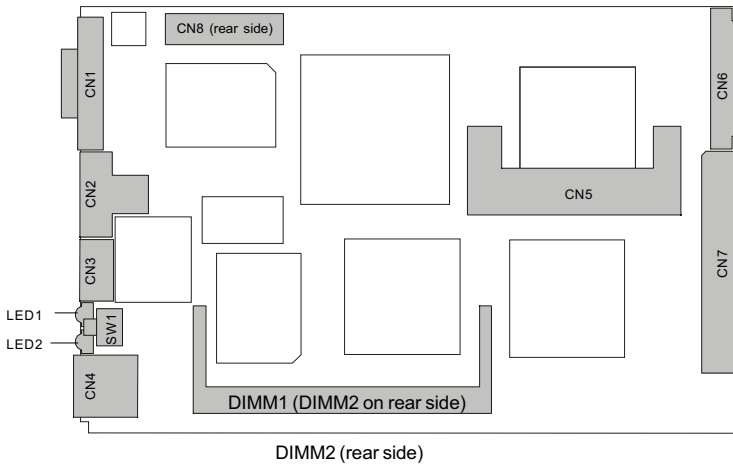 CN8 (rear side)
CN1
CN6
CN2
CN5
CN3
CN7
LED1
SW1
LED2
CN4
DIMM1 (DIMM2 on rear side)
DIMM2 (rear side)